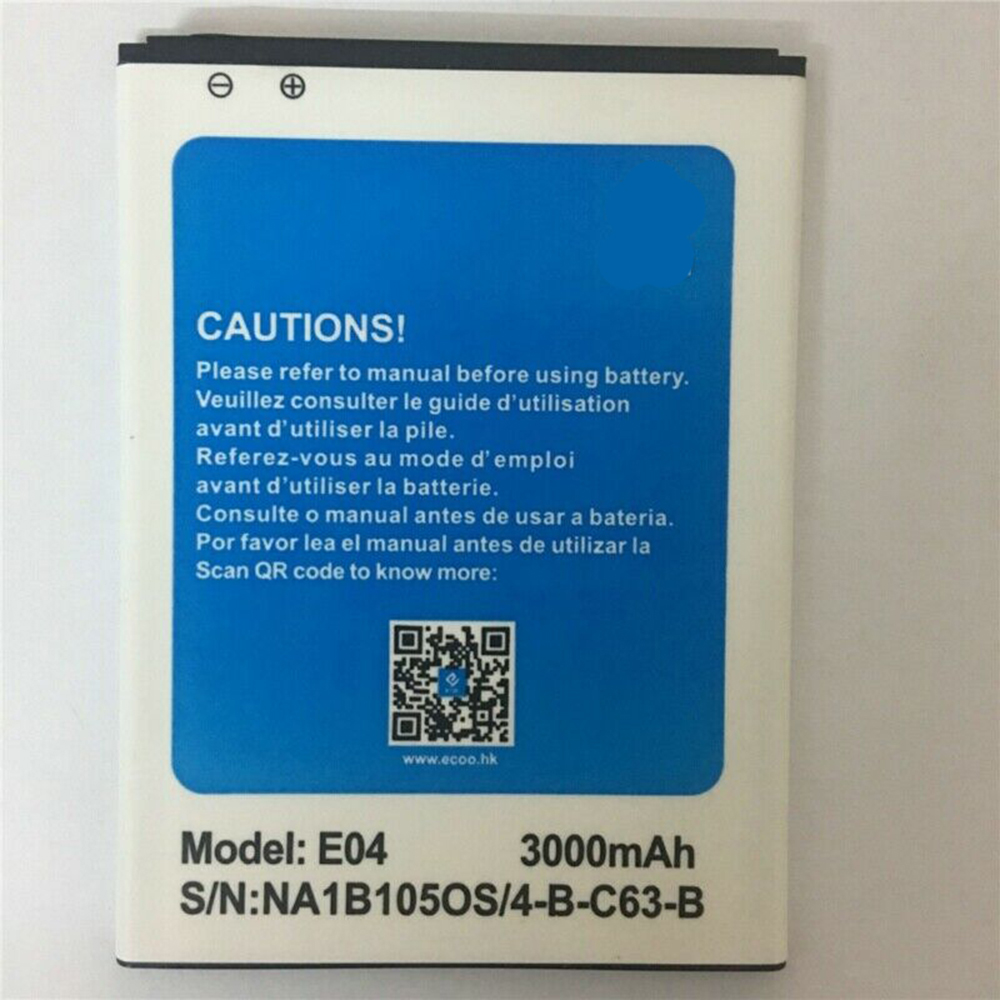 CAUTIONS!
Please refer to manual before using battery.
Veuillez consulter le guide d'utilisation
avant d'utiliser la pile.
Referez-vous au mode d'emploi
avant d'utiliser la batterie.
Consulte o manual antes de usar a bateria.
Por favor lea el manual antes de utilizar la
Scan QR code to know more:
www.ecoo.hk
Model: E04 3000mAh
S/N:NA1B105OS/4-B-C63-B